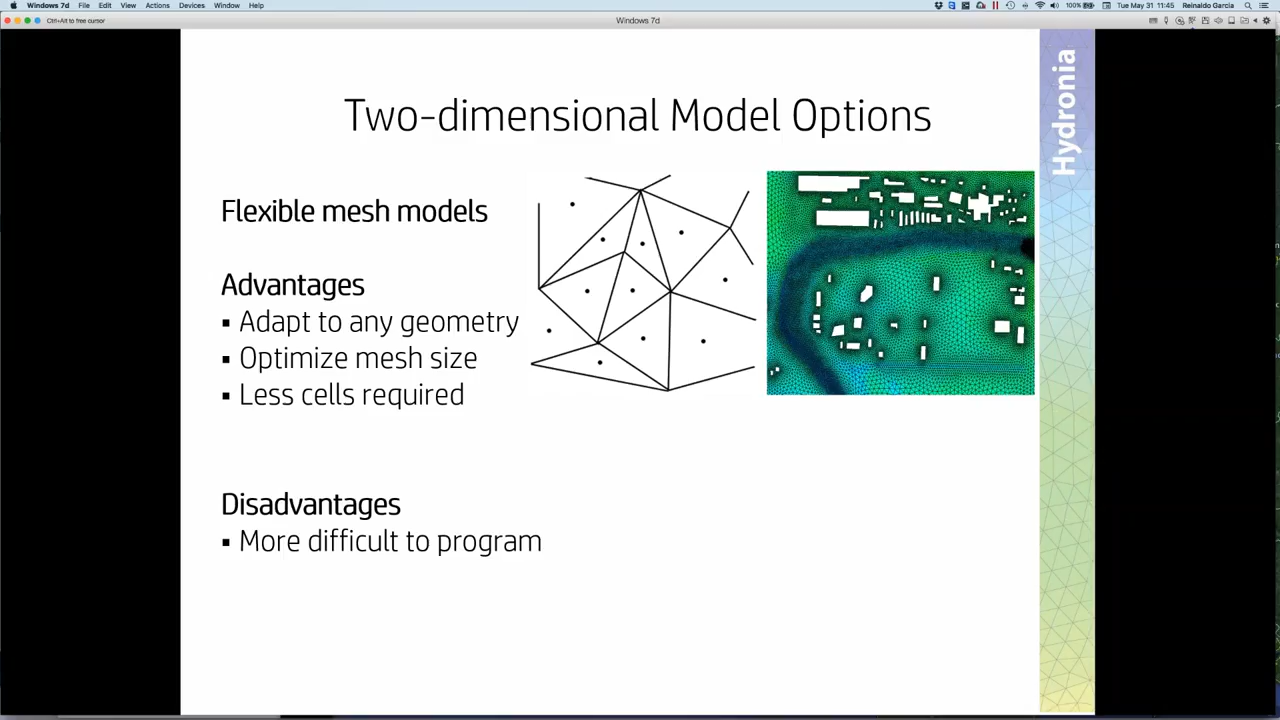 Windows 7d File Edit View Actions Devices Window Help
100% Tue May 31 11:45 Reinaldo Garcia
Ctrl+Alt to free cursor
Windows 7d
Hydronia
Two-dimensional Model Options
Flexible mesh models
Advantages
▪ Adapt to any geometry
▪ Optimize mesh size
▪ Less cells required
Disadvantages
▪ More difficult to program